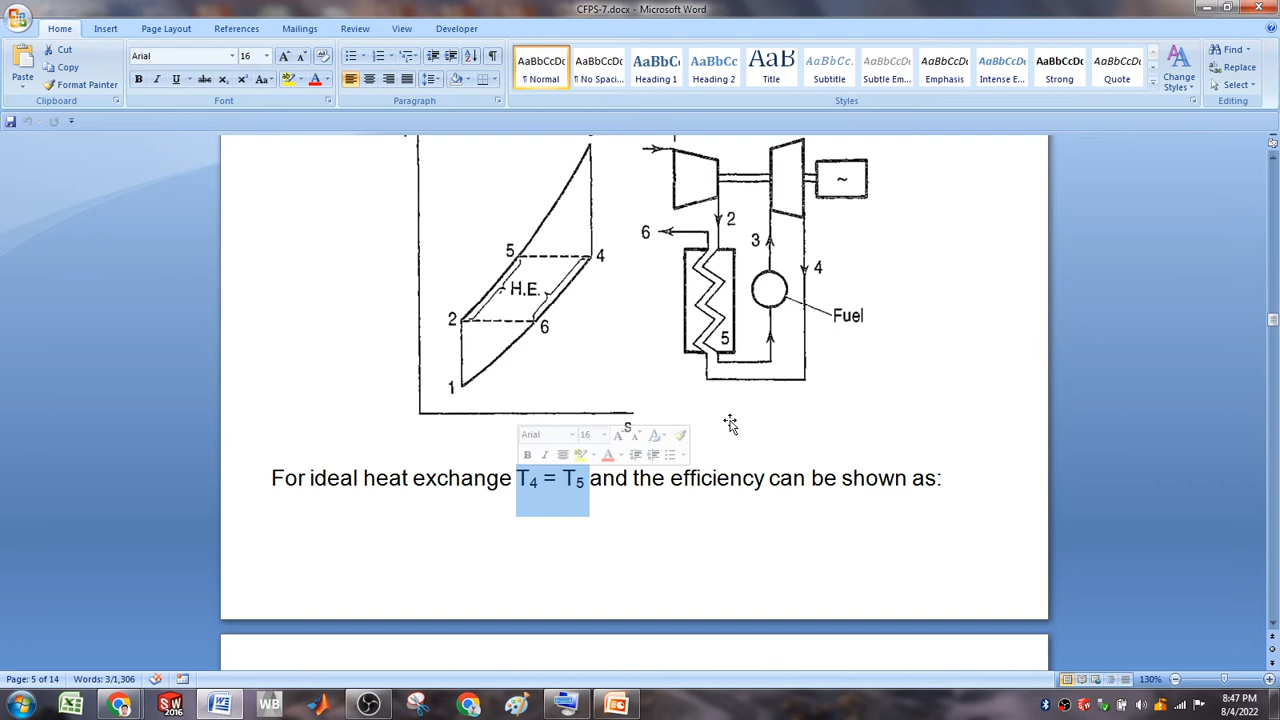 CFPS-7.docx - Microsoft Word
Home Insert Page Layout References Mailings Review View Developer
Paste
Cut
Copy
Format Painter
Clipboard
Arial 16
Font
Paragraph
AaBbCcDc AaBbCcDc AaBbC AaBbCc AaB AaBbCc. AaBbCcDc AaBbCcDc AaBbCcDc AaBbCcDc AaBbCcDc
¶ Normal No Spaci... Heading 1 Heading 2 Title Subtitle Subtle Em... Emphasis Intense E... Strong Quote
Styles
Change
Styles
Find
Replace
Select
Editing
5
4
H.E.
2
6
1
s
~
2
6
3
4
Fuel
5
Arial 16
For ideal heat exchange T₄ = T₅ and the efficiency can be shown as:
Page: 5 of 14 Words: 3/1,306
130%
8:47 PM
8/4/2022